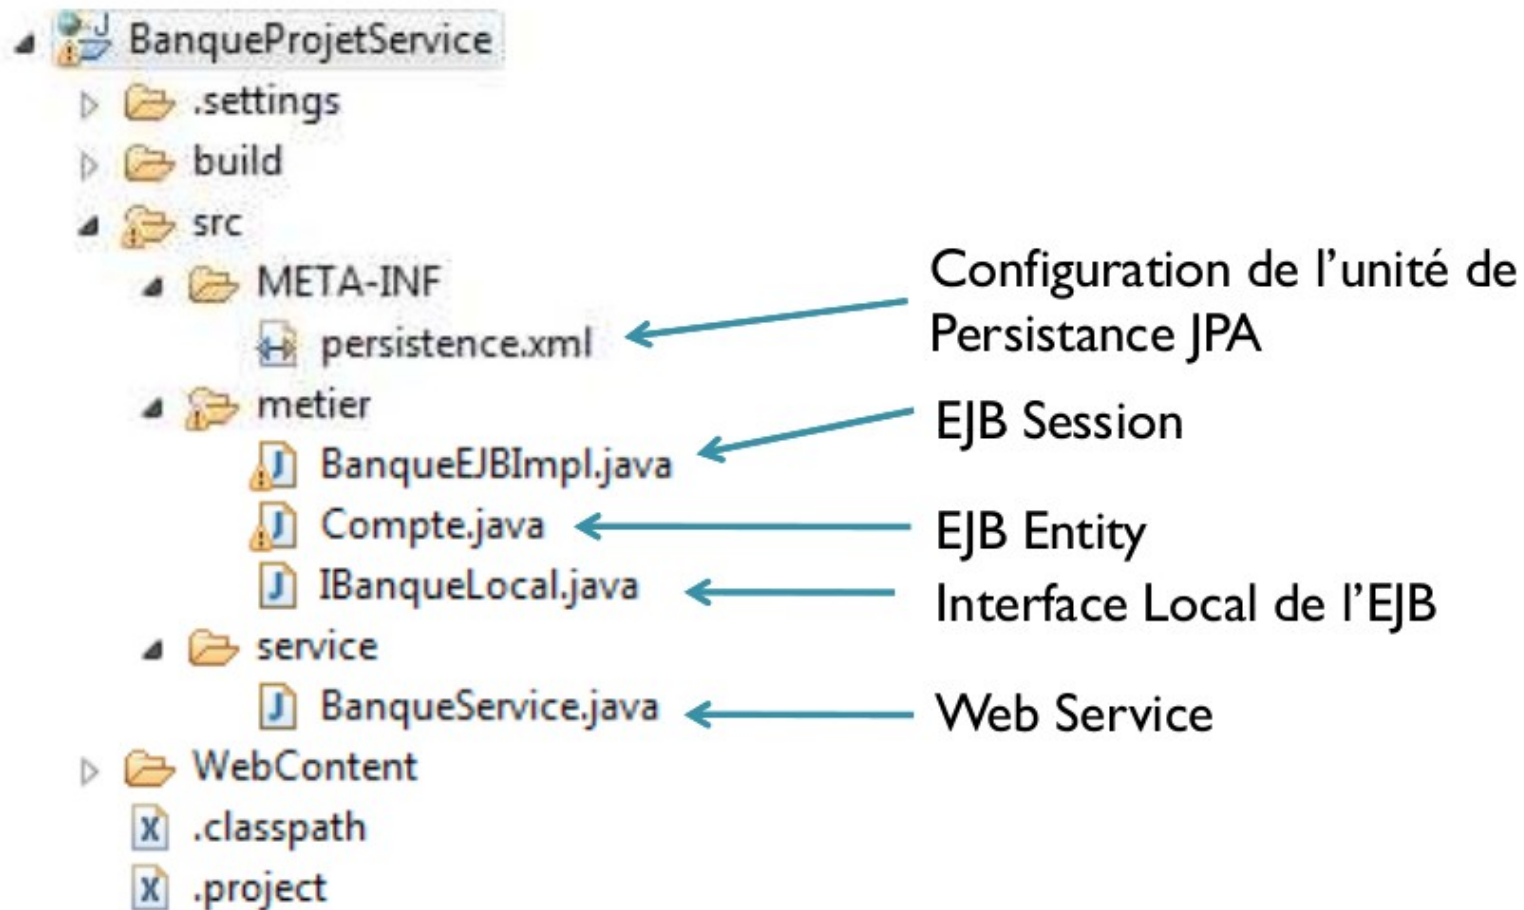 BanqueProjetService
.settings
build
src
META-INF
persistence.xml
metier
BanqueEJBImpl.java
Compte.java
IBanqueLocal.java
service
BanqueService.java
WebContent
.classpath
.project
Configuration de l’unité de
Persistance JPA
EJB Session
EJB Entity
Interface Local de l’EJB
Web Service